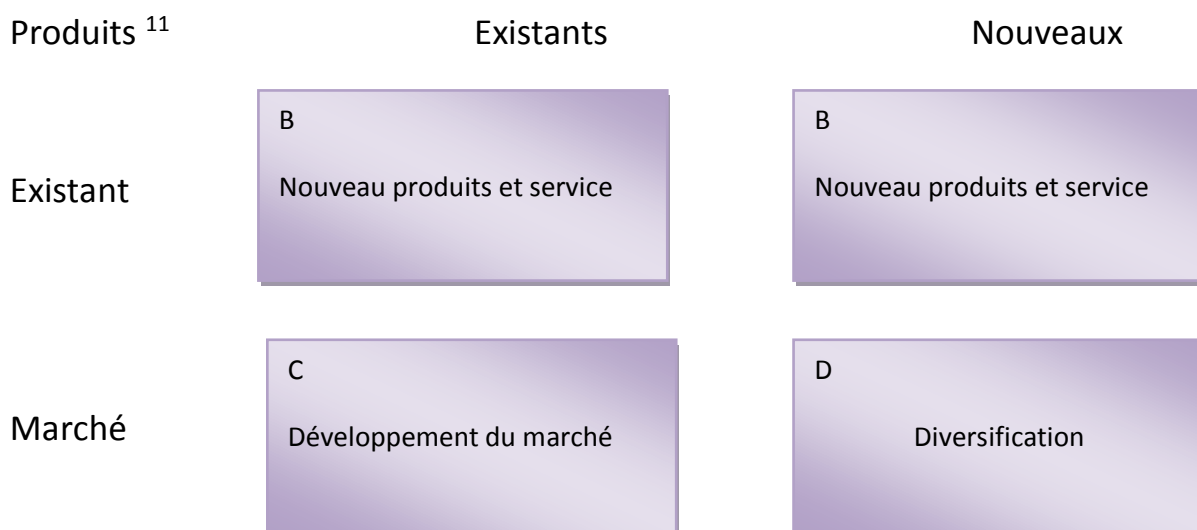 Produits ¹¹ Existants Nouveaux
B B
Existant Nouveau produits et service Nouveau produits et service
C D
Marché Développement du marché Diversification